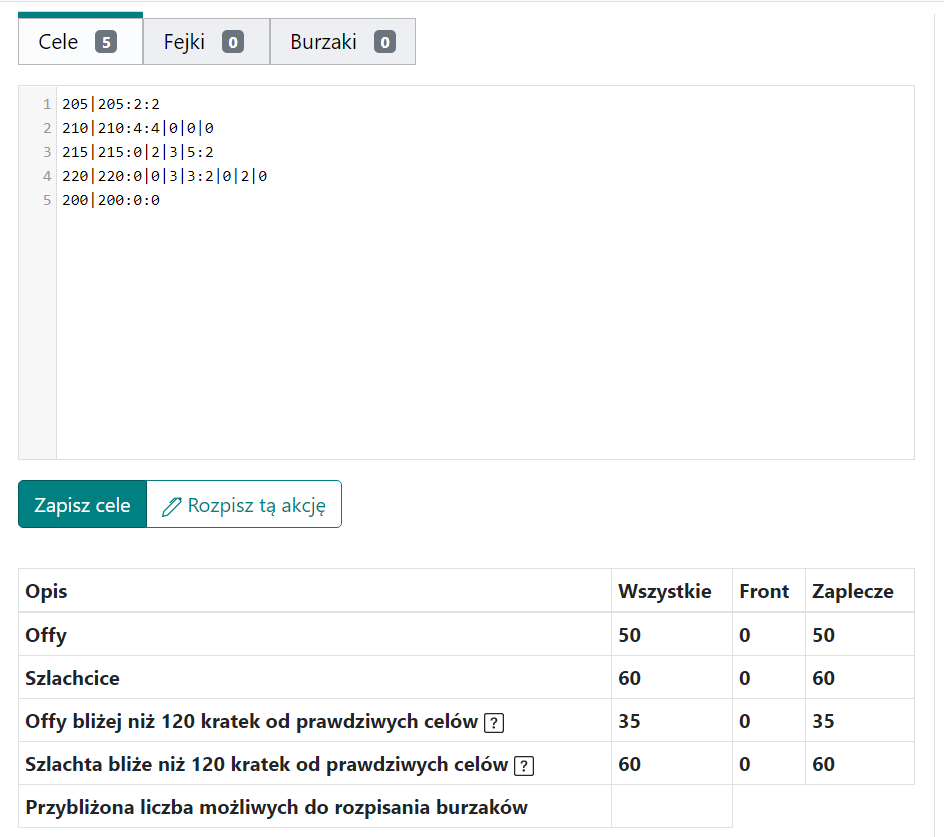 Cele 5 Fejki 0 Burzaki 0
1 205|205:2:2
2 210|210:4:4|0|0|0
3 215|215:0|2|3|5:2
4 220|220:0|0|3|3:2|0|2|0
5 200|200:0:0
Zapisz cele Rozpisz tą akcję
Opis Wszystkie Front Zaplecze
Offy 50 0 50
Szlachcice 60 0 60
Offy bliżej niż 120 kratek od prawdziwych celów ? 35 0 35
Szlachta bliże niż 120 kratek od prawdziwych celów ? 60 0 60
Przybliżona liczba możliwych do rozpisania burzaków